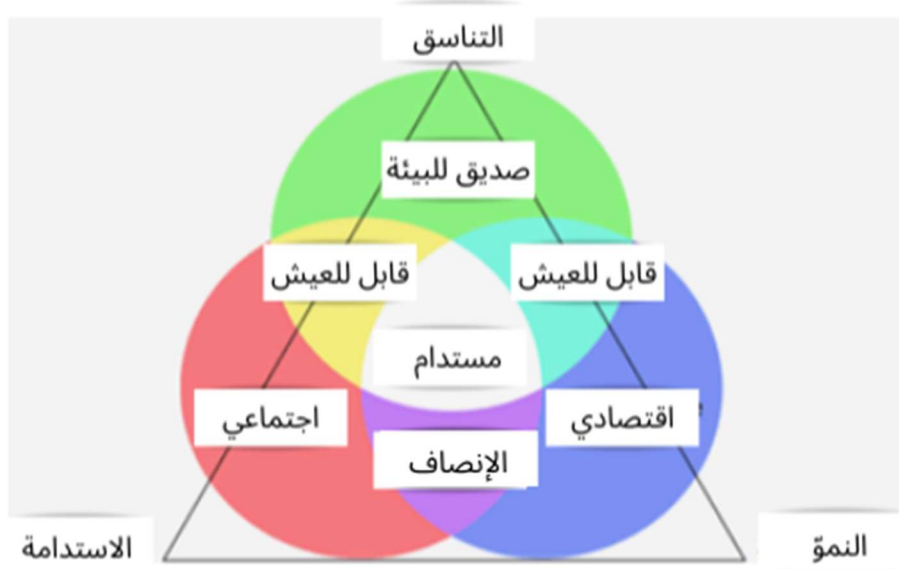 التناسق
صديق للبيئة
قابل للعيش
قابل للعيش
مستدام
اقتصادي
اجتماعي
الإنصاف
النموّ
الاستدامة